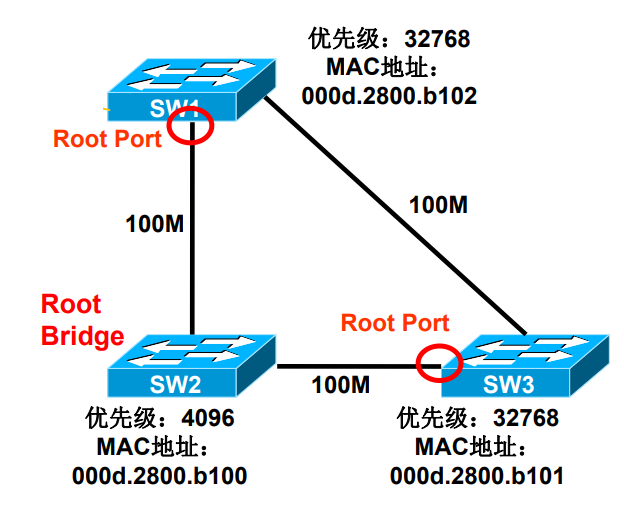 优先级：32768
MAC地址：
000d.2800.b102
SW1
Root Port
100M
100M
Root
Bridge
Root Port
SW2
100M
SW3
优先级：4096
MAC地址：
000d.2800.b100
优先级：32768
MAC地址：
000d.2800.b101